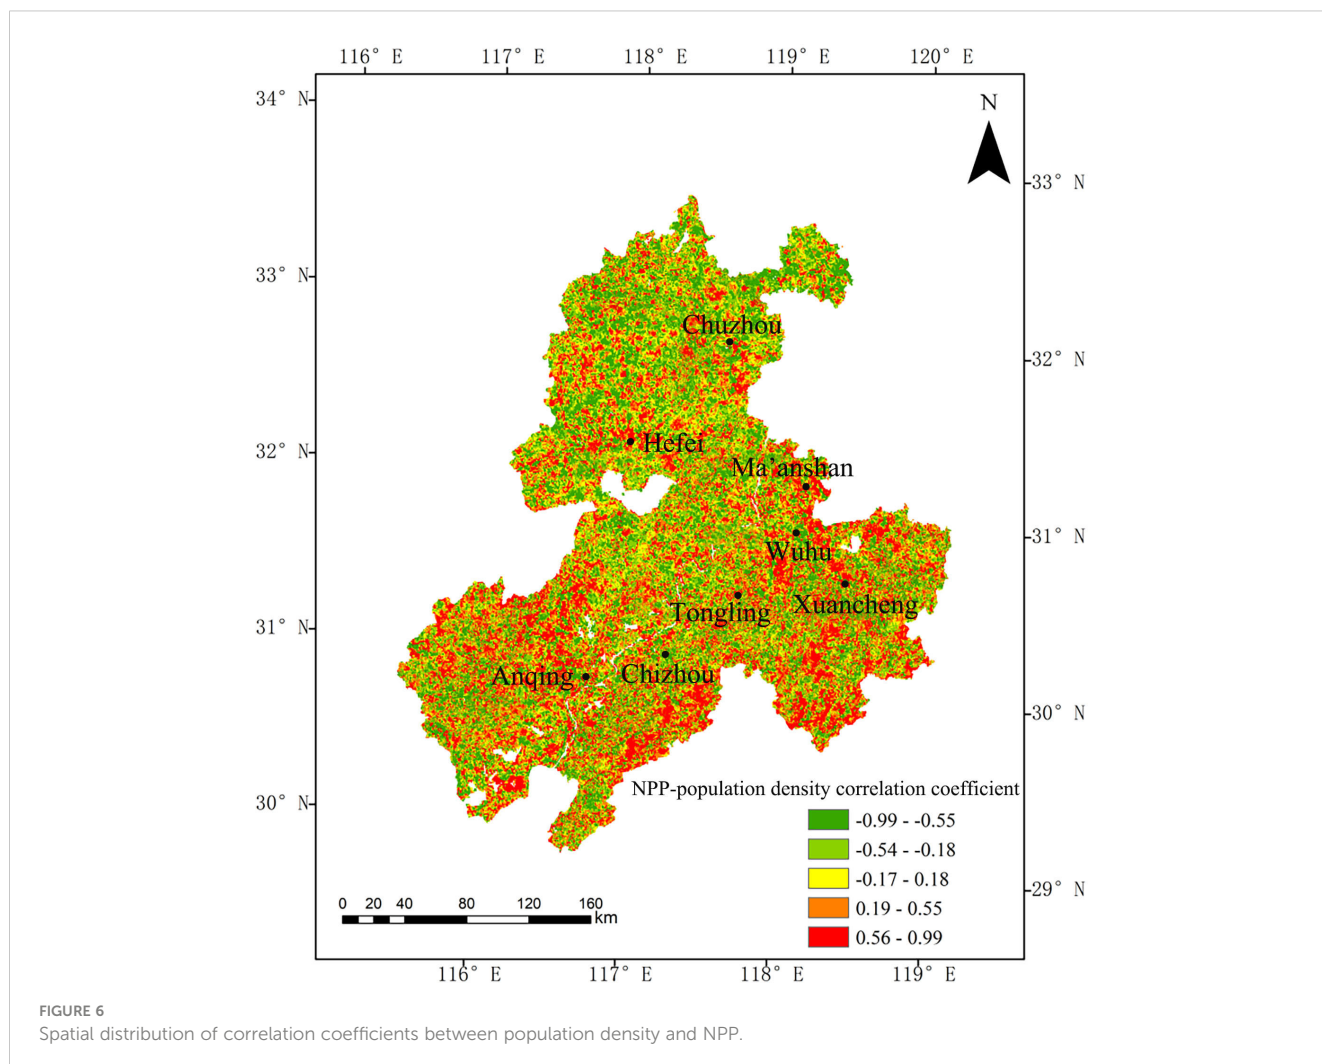 116° E 117° E 118° E 119° E 120° E
34° N
N
33° N
33° N
Chuzhou
32° N
32° N
Hefei
Ma'anshan
31° N
Wuhu
Xuancheng
Tongling
31° N
Chizhou
Anqing
30° N
NPP-population density correlation coefficient
30° N
-0.99 - -0.55
-0.54 - -0.18
-0.17 - 0.18
29° N
0 20 40 80 120 160
km
0.19 - 0.55
0.56 - 0.99
116° E 117° E 118° E 119° E
FIGURE 6
Spatial distribution of correlation coefficients between population density and NPP.